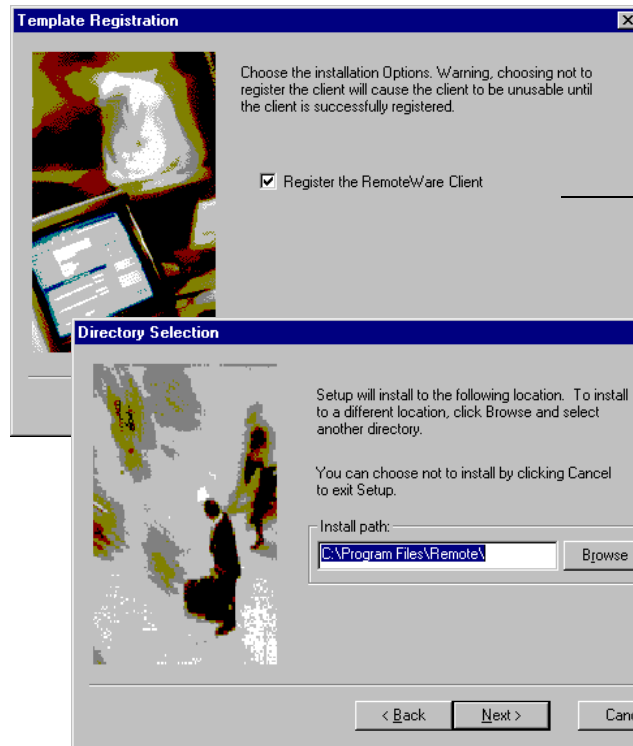 Template Registration
Choose the installation Options. Warning, choosing not to
register the client will cause the client to be unusable until
the client is successfully registered.
Register the RemoteWare Client
Directory Selection
Setup will install to the following location. To install
to a different location, click Browse and select
another directory.
You can choose not to install by clicking Cancel
to exit Setup.
Install path:
C:\Program Files\Remote\
Browse
< Back
Next >